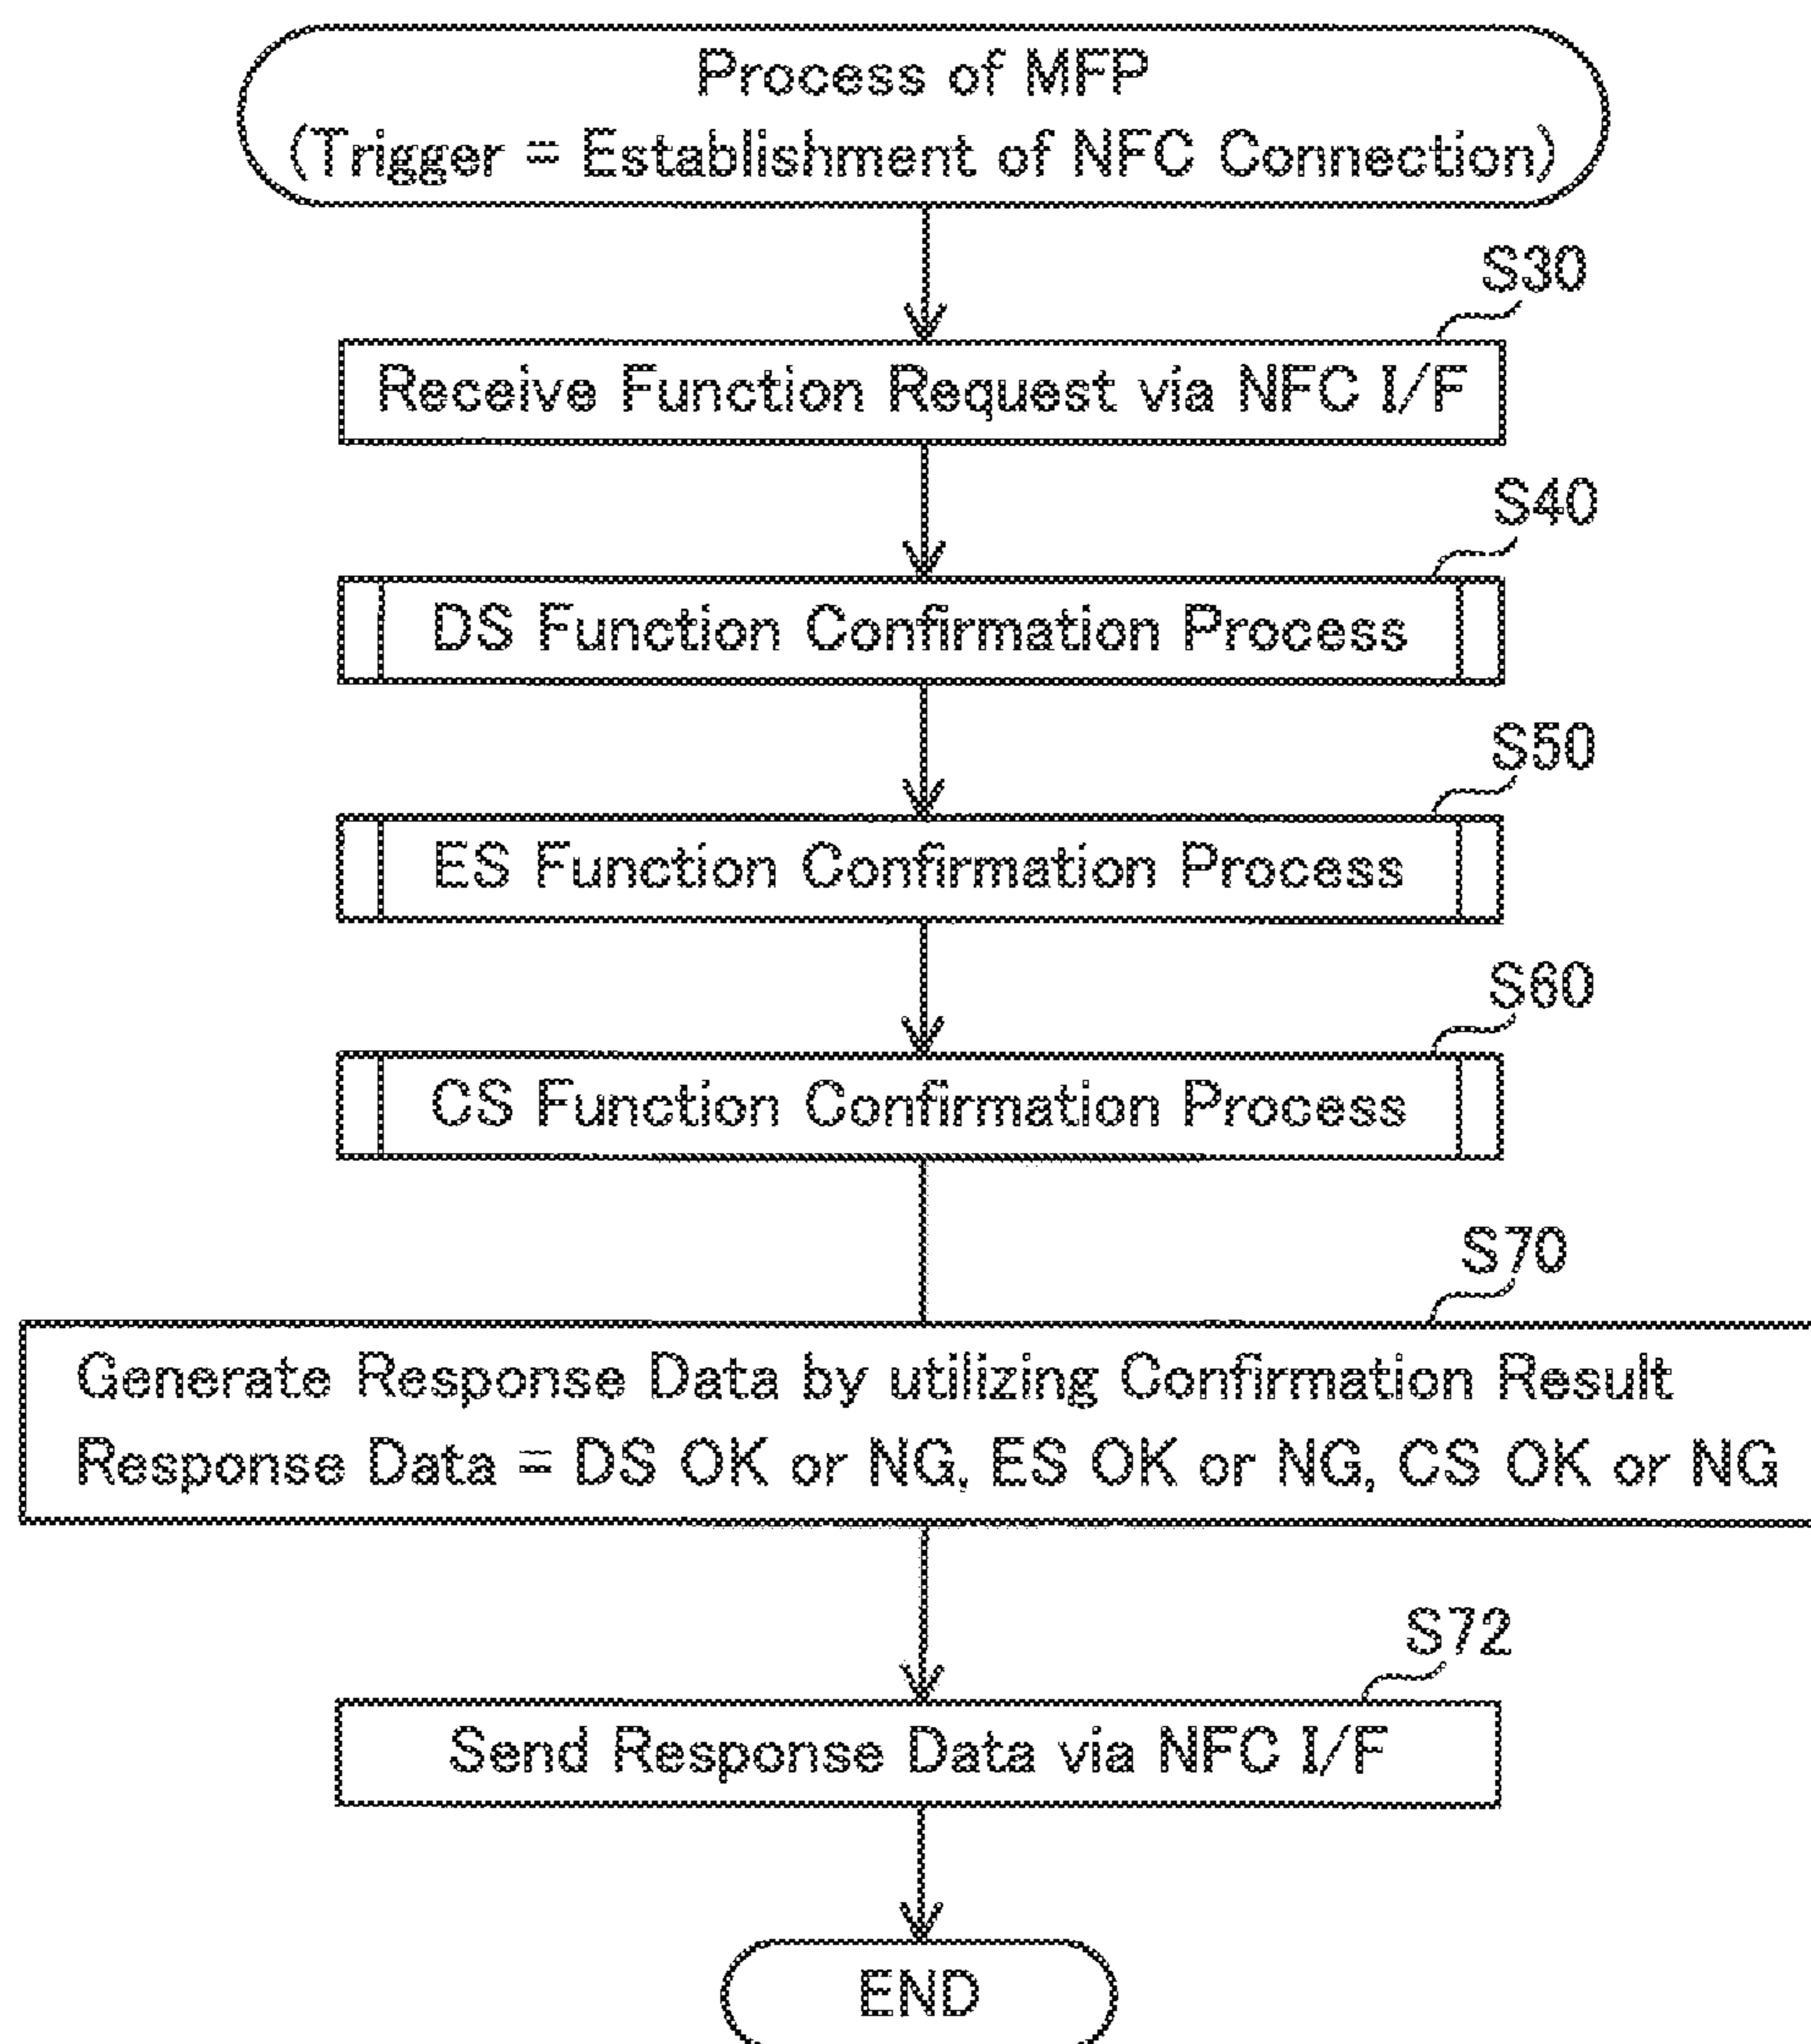 Process of MFP
(Trigger = Establishment of NFC Connection)
S30
Receive Function Request via NFC I/F
S40
DS Function Confirmation Process
S50
ES Function Confirmation Process
S60
CS Function Confirmation Process
S70
Generate Response Data by utilizing Confirmation Result
Response Data = DS OK or NG, ES OK or NG, CS OK or NG
S72
Send Response Data via NFC I/F
END